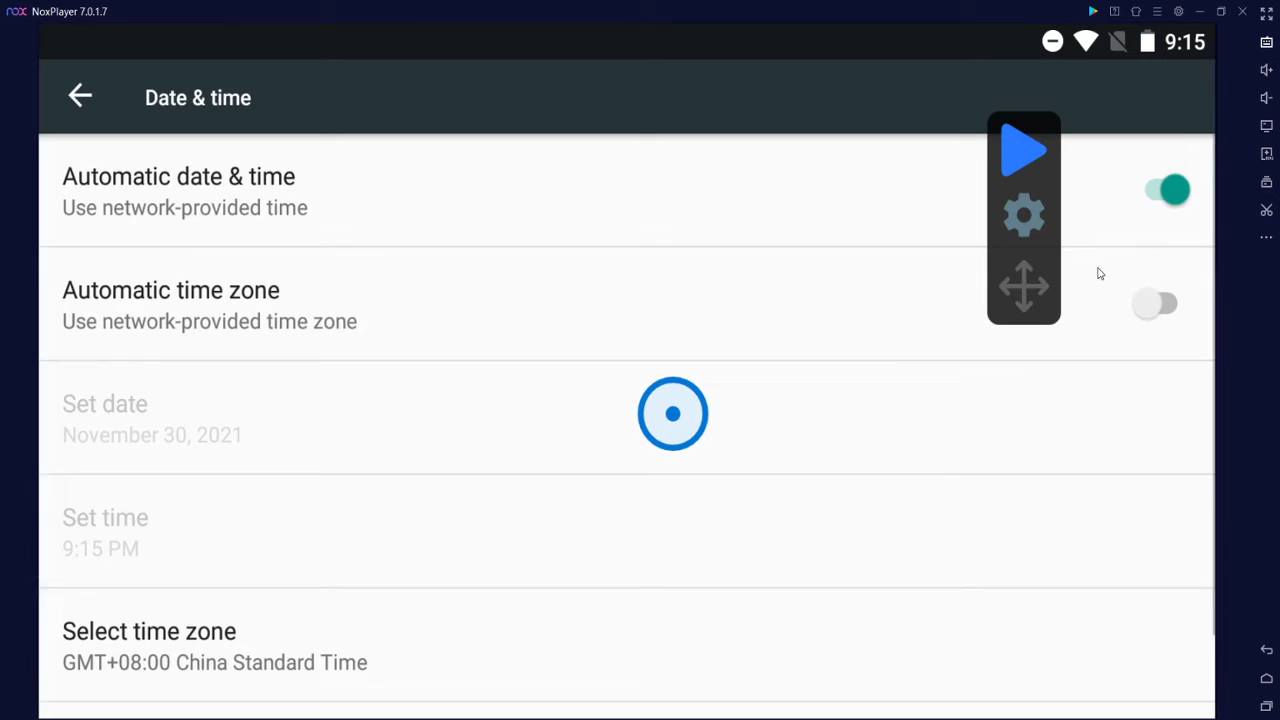 nox NoxPlayer 7.0.1.7
9:15
Date & time
Automatic date & time
Use network-provided time
Automatic time zone
Use network-provided time zone
Set date
November 30, 2021
Set time
9:15 PM
Select time zone
GMT+08:00 China Standard Time